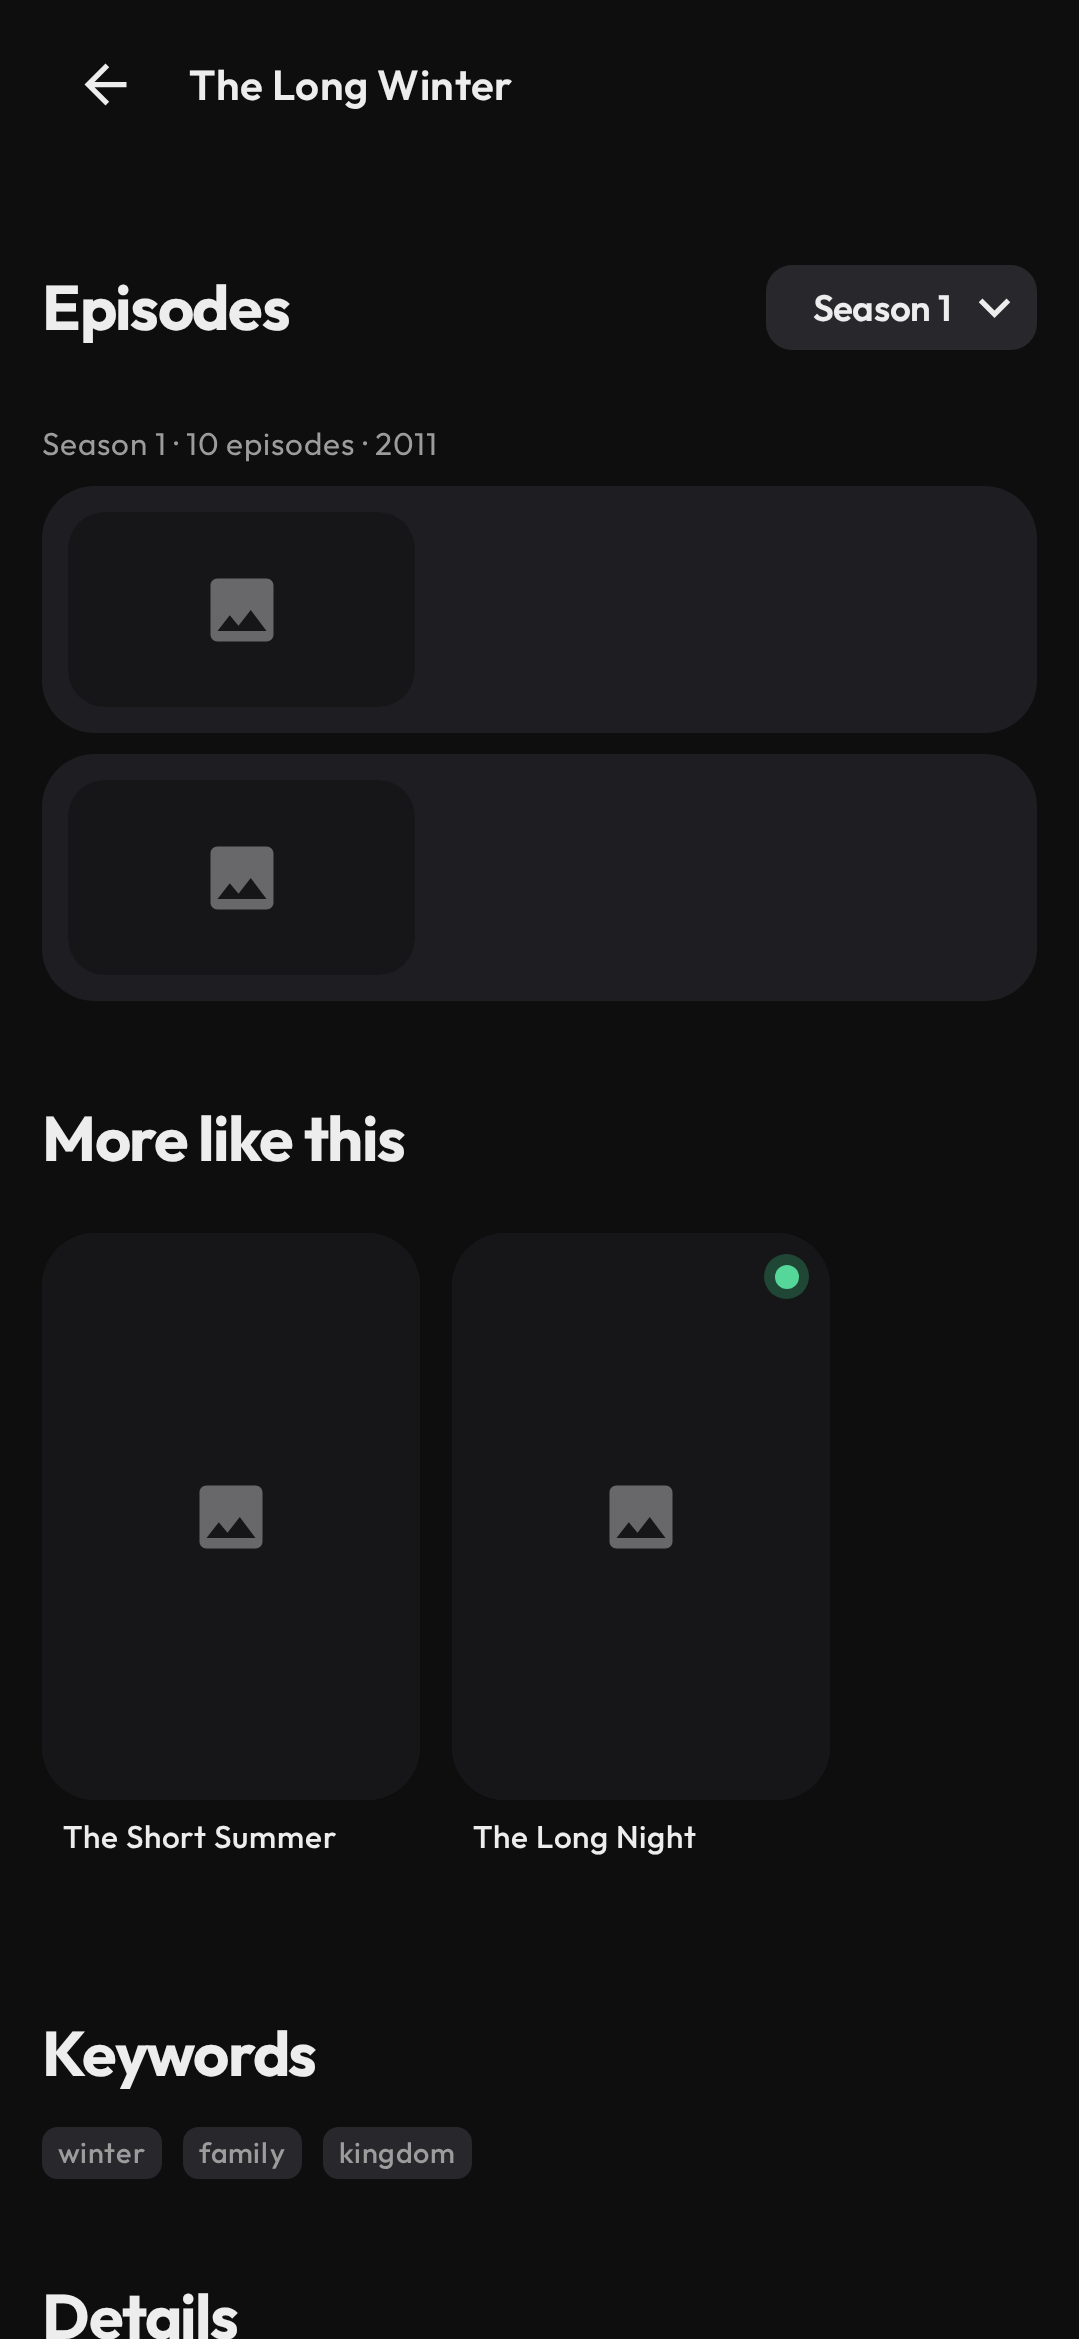 The Long Winter
Episodes
Season 1
Season 1 · 10 episodes · 2011
More like this
The Short Summer
The Long Night
Keywords
winter
family
kingdom
Details